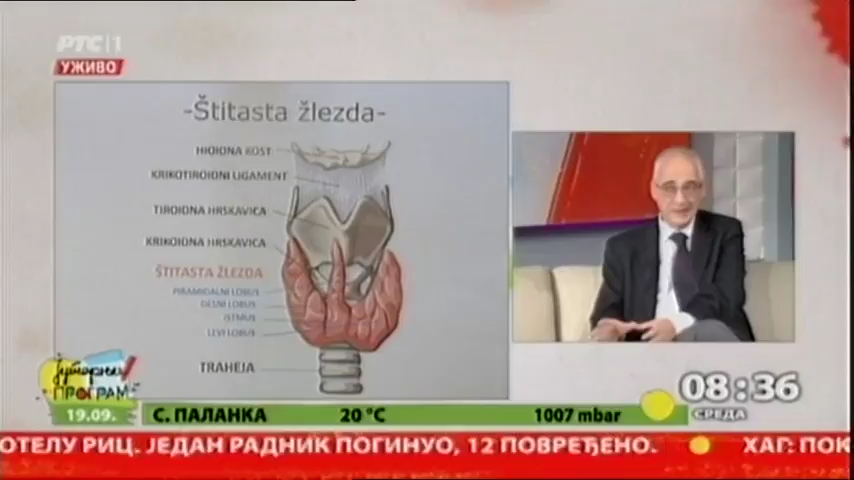 РТС|1
УЖИВО
-Štitasta žlezda-
HIOIDNA KOST
KRIKOTIROIDNI LIGAMENT
TIROIDNA HRSKAVICA
KRIKOIDNA HRSKAVICA
ŠTITASTA ŽLEZDA
PIRAMIDALNI LOBUS
DESNI LOBUS
ISTMUS
LEVI LOBUS
TRAHEJA
Јутарњи
ПРОГРАМ
08:36
СРЕДА
19.09. С. ПАЛАНКА 20 °C 1007 mbar
ОТЕЛУ РИЦ. ЈЕДАН РАДНИК ПОГИНУО, 12 ПОВРЕЂЕНО. ХАГ: ПОК